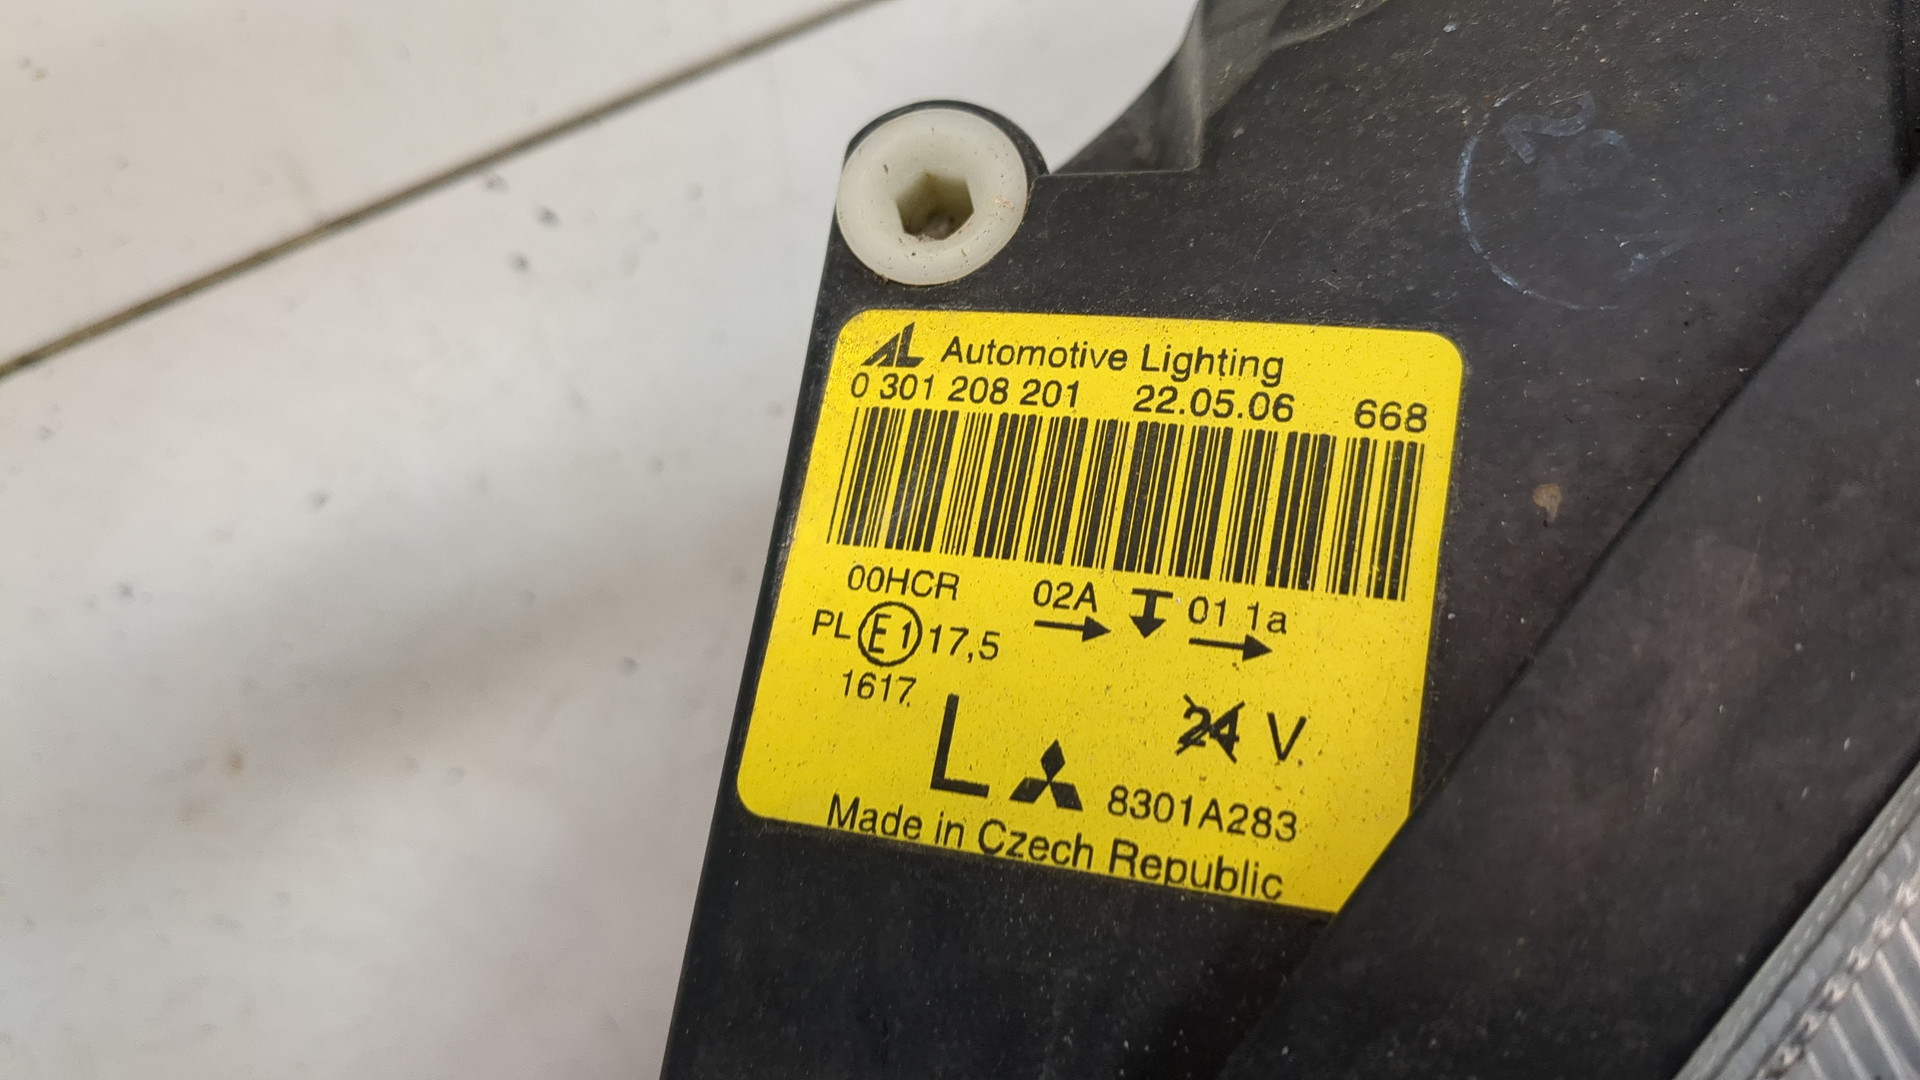 AL Automotive Lighting
0 301 208 201 22.05.06 668
00HCR 02A 01 1a
PL E1 17,5
1617
24 V
L 8301A283
Made in Czech Republic